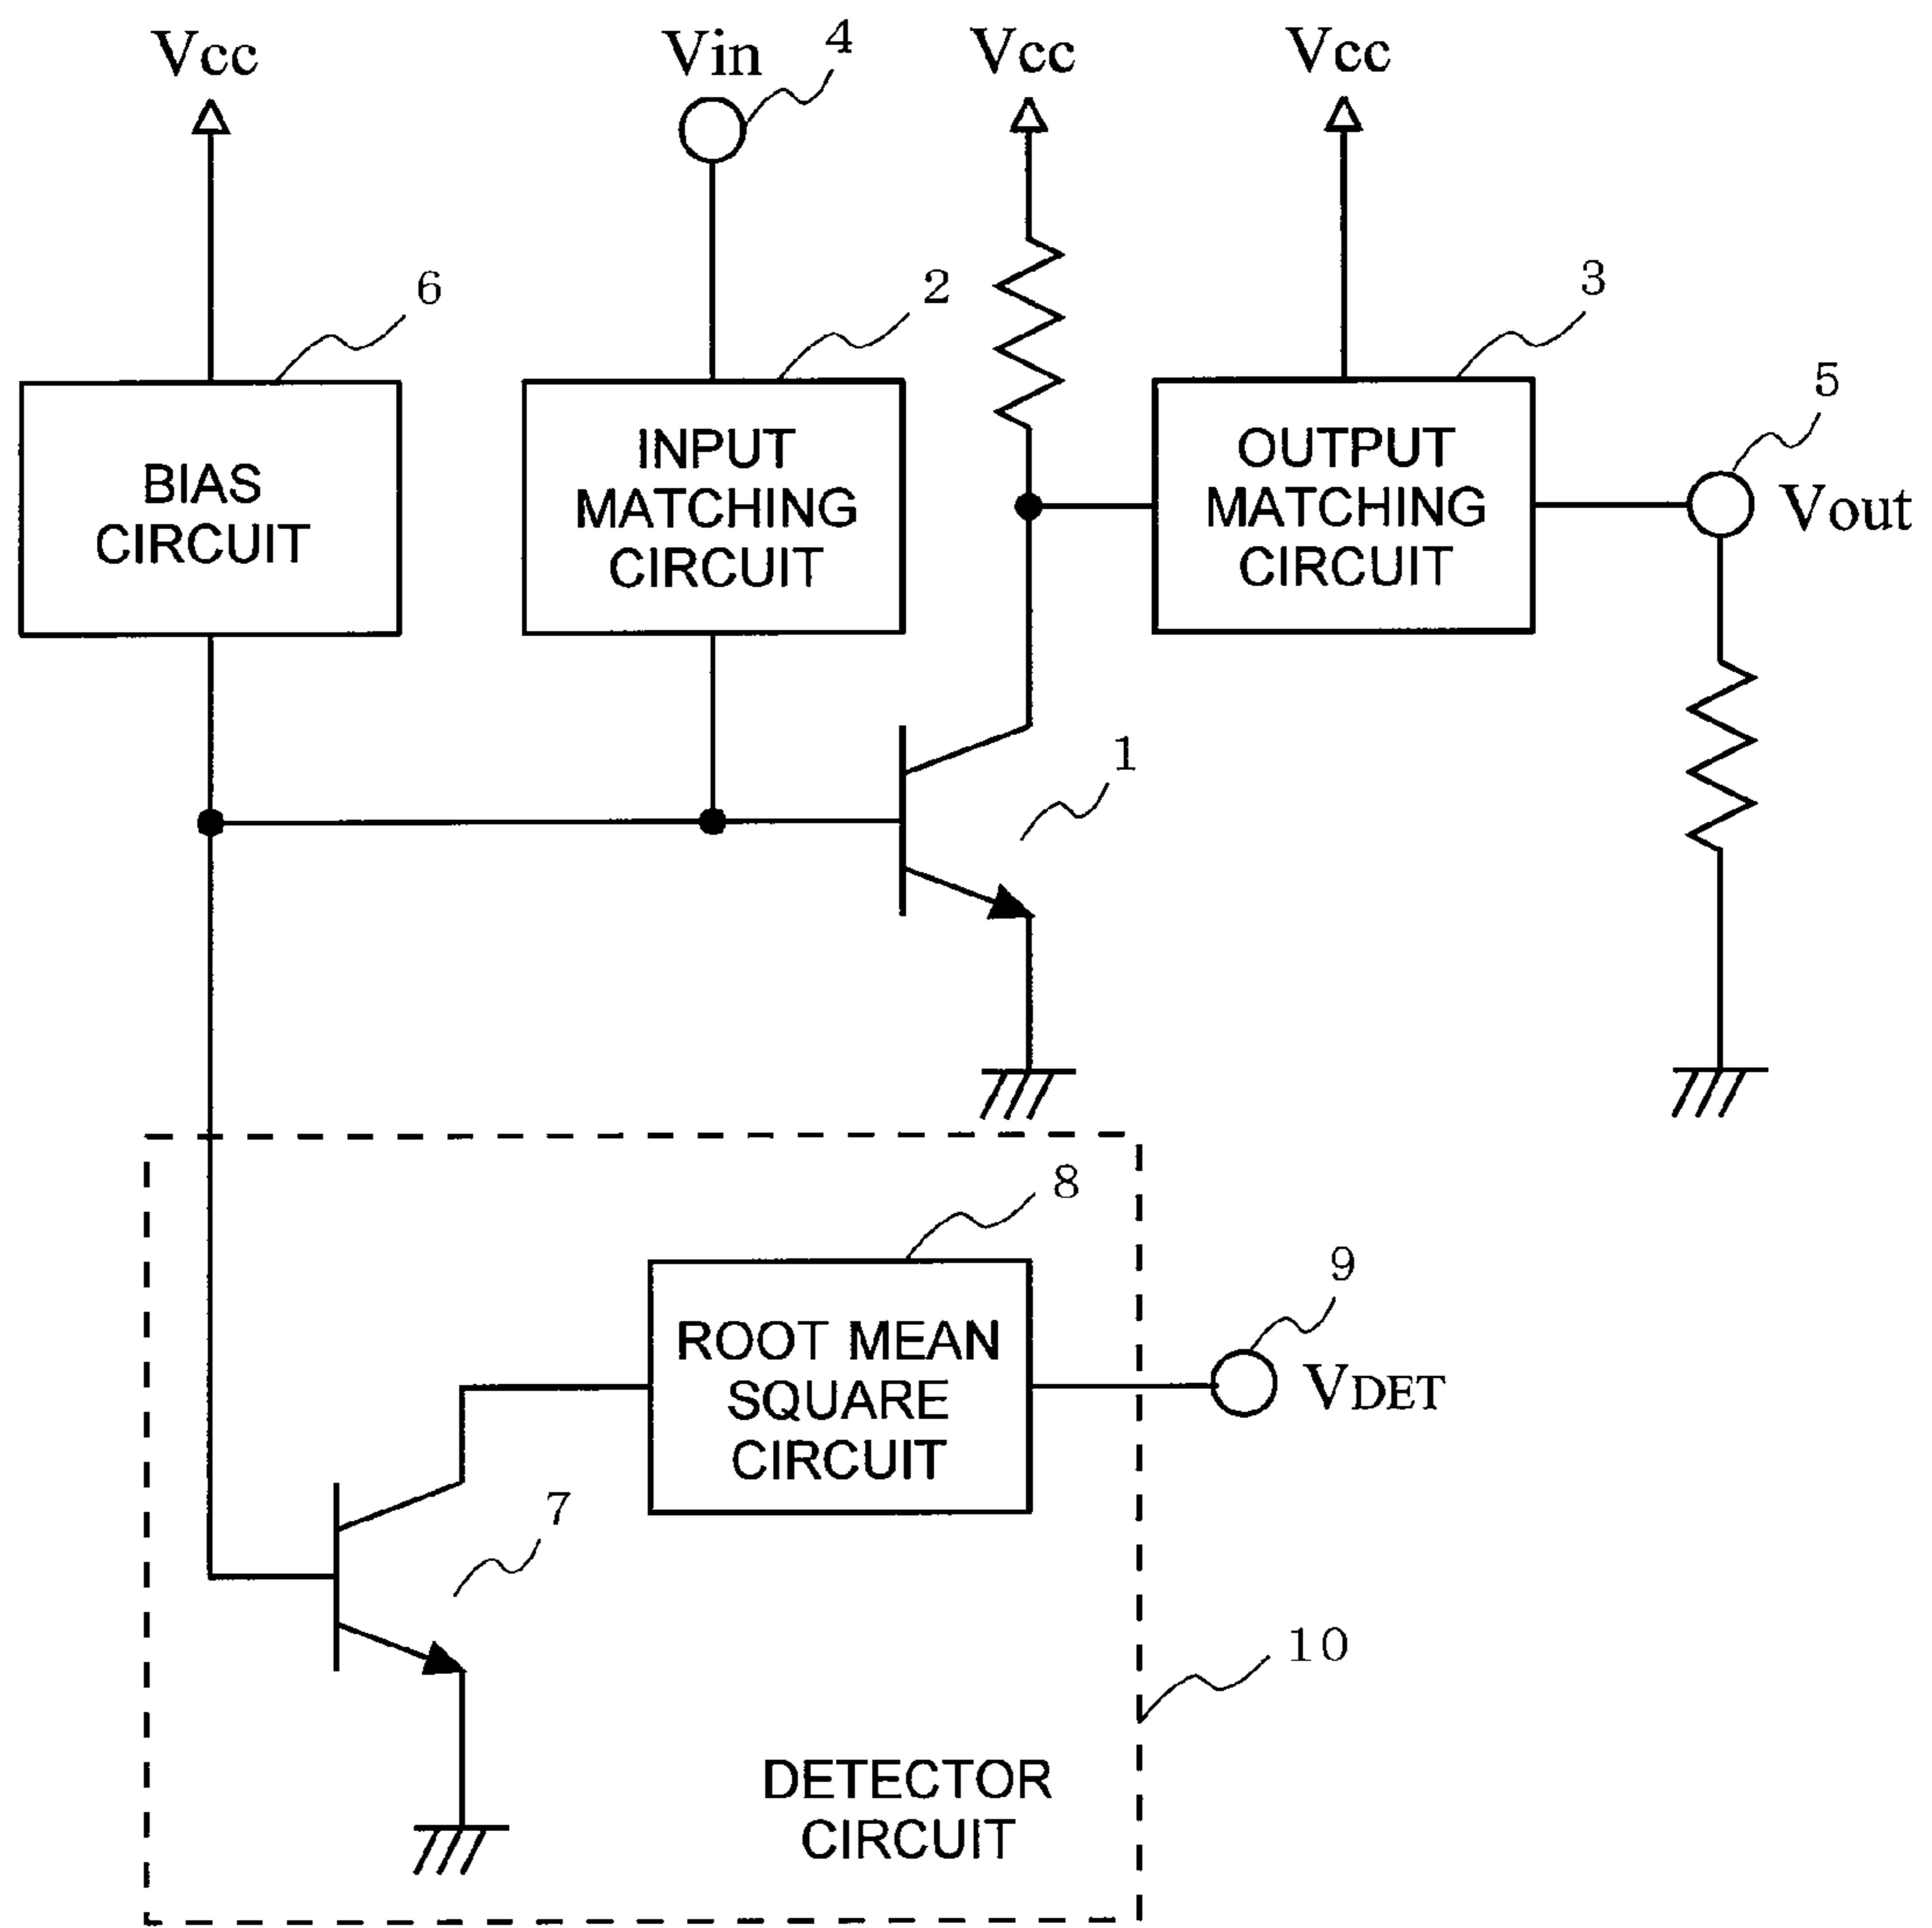 Vcc
Vin
4
Vcc
Vcc
6
2
3
5
BIAS
CIRCUIT
INPUT
MATCHING
CIRCUIT
OUTPUT
MATCHING
CIRCUIT
Vout
1
8
9
ROOT MEAN
SQUARE
CIRCUIT
VDET
7
10
DETECTOR
CIRCUIT